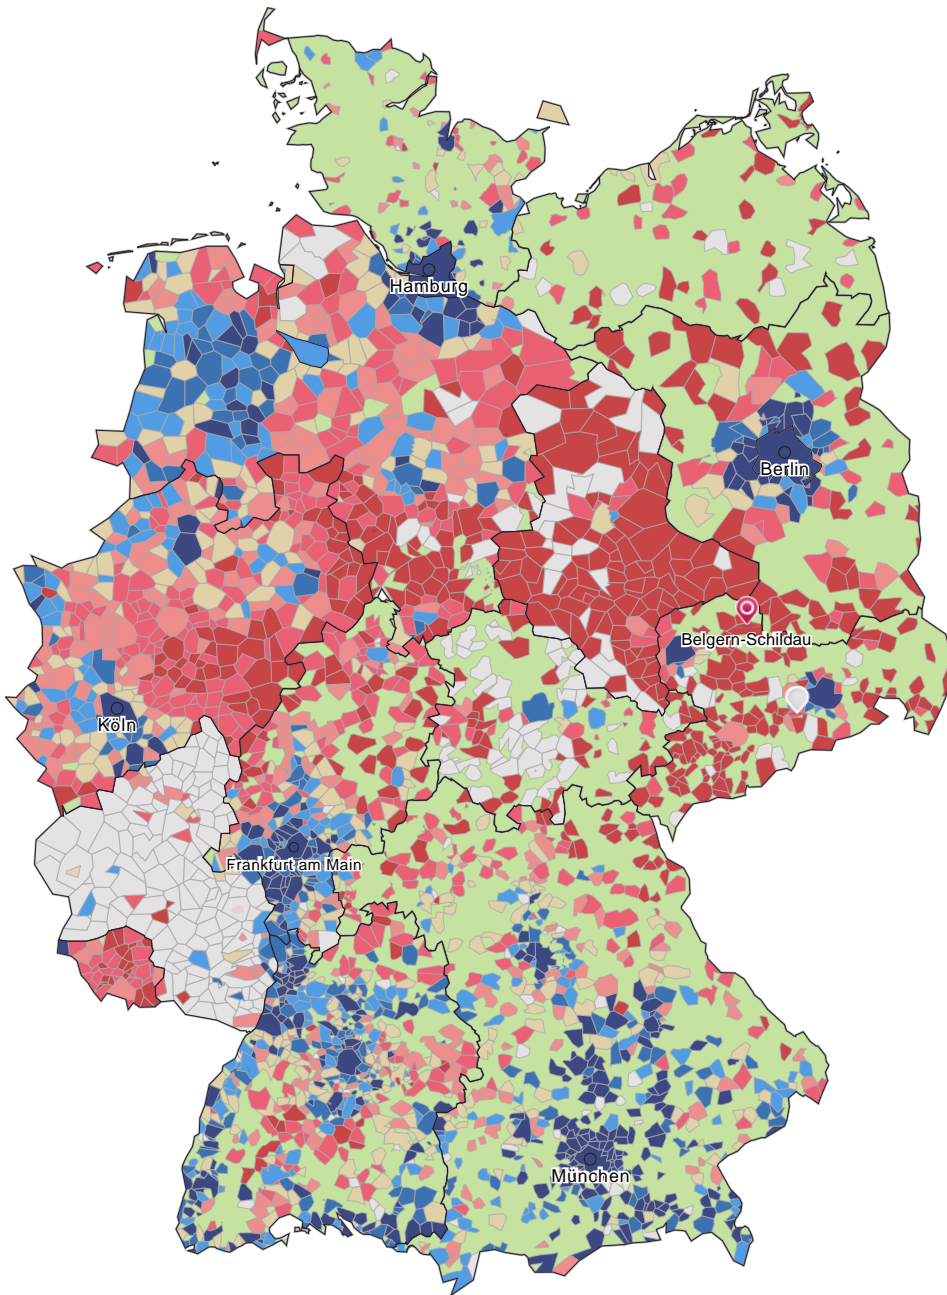 Hamburg
Berlin
Belgern-Schildau
Köln
Frankfurt am Main
München